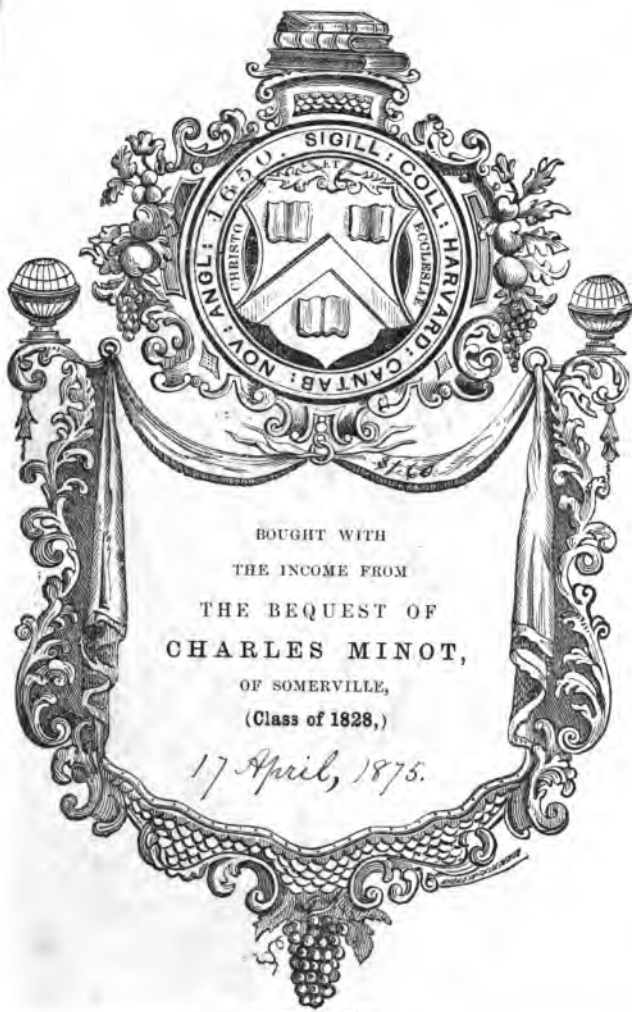 SIGILL: COLL: HARVARD: CANTAB: NOV: ANGL: 1650.
ET
CHRISTO
ECCLESIAE
BOUGHT WITH
THE INCOME FROM
THE BEQUEST OF
CHARLES MINOT,
OF SOMERVILLE,
(Class of 1828,)
17 April, 1875.